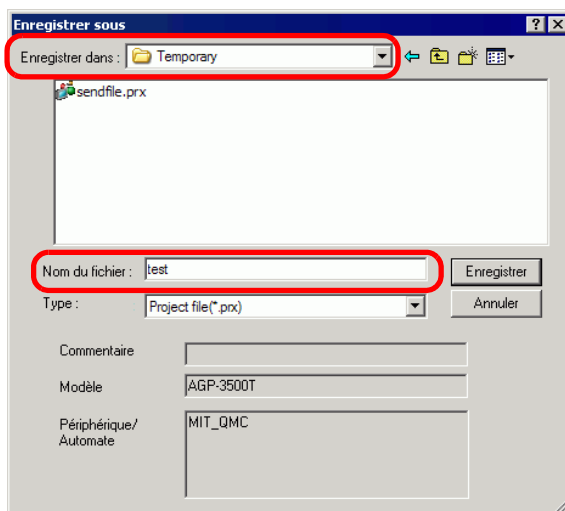 Enregistrer sous
Enregistrer dans : Temporary
sendfile.prx
Nom du fichier : test Enregistrer
Type : Project file(*.prx) Annuler
Commentaire
Modèle AGP-3500T
Périphérique/ MIT_QMC
Automate